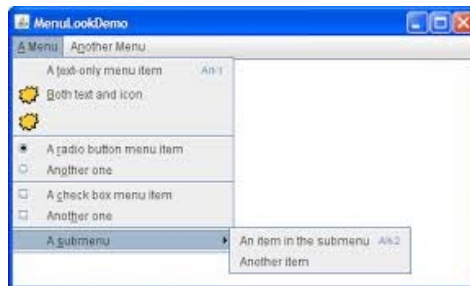 MenuLookDemo
A Menu Another Menu
A text-only menu item Alt-1
Both text and icon
A radio button menu item
Another one
A check box menu item
Another one
A submenu
An item in the submenu Alt-2
Another item